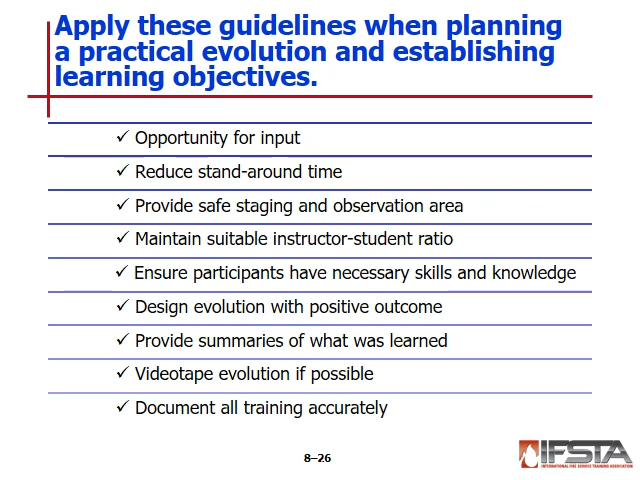 Apply these guidelines when planning
a practical evolution and establishing
learning objectives.
✓ Opportunity for input
✓ Reduce stand-around time
✓ Provide safe staging and observation area
✓ Maintain suitable instructor-student ratio
✓ Ensure participants have necessary skills and knowledge
✓ Design evolution with positive outcome
✓ Provide summaries of what was learned
✓ Videotape evolution if possible
✓ Document all training accurately
8–26
IFSTA
INTERNATIONAL FIRE SERVICE TRAINING ASSOCIATION